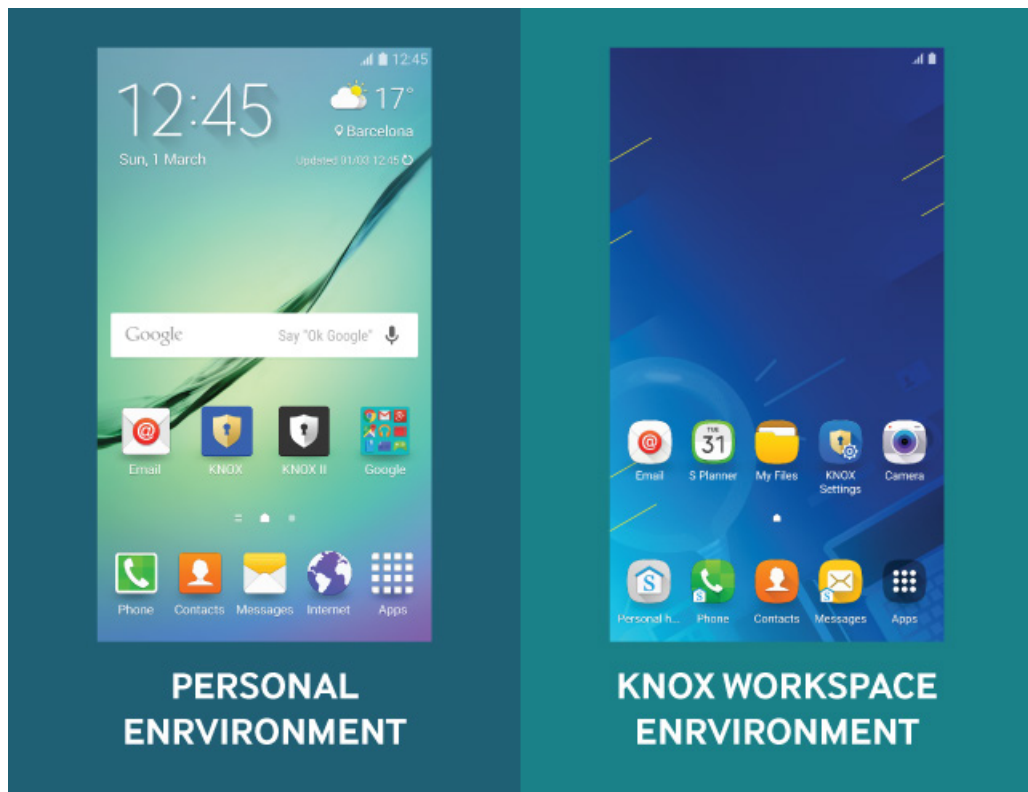 12:45
12:45
17°
Barcelona
Sun, 1 March
Updated 01/03 12:45
Google
Say "Ok Google"
Email
KNOX
KNOX II
Google
Phone
Contacts
Messages
Internet
Apps
PERSONAL
ENRVIRONMENT
TUE
31
Email
S Planner
My Files
KNOX
Settings
Camera
S
S
S
Personal h...
Phone
Contacts
Messages
Apps
KNOX WORKSPACE
ENRVIRONMENT